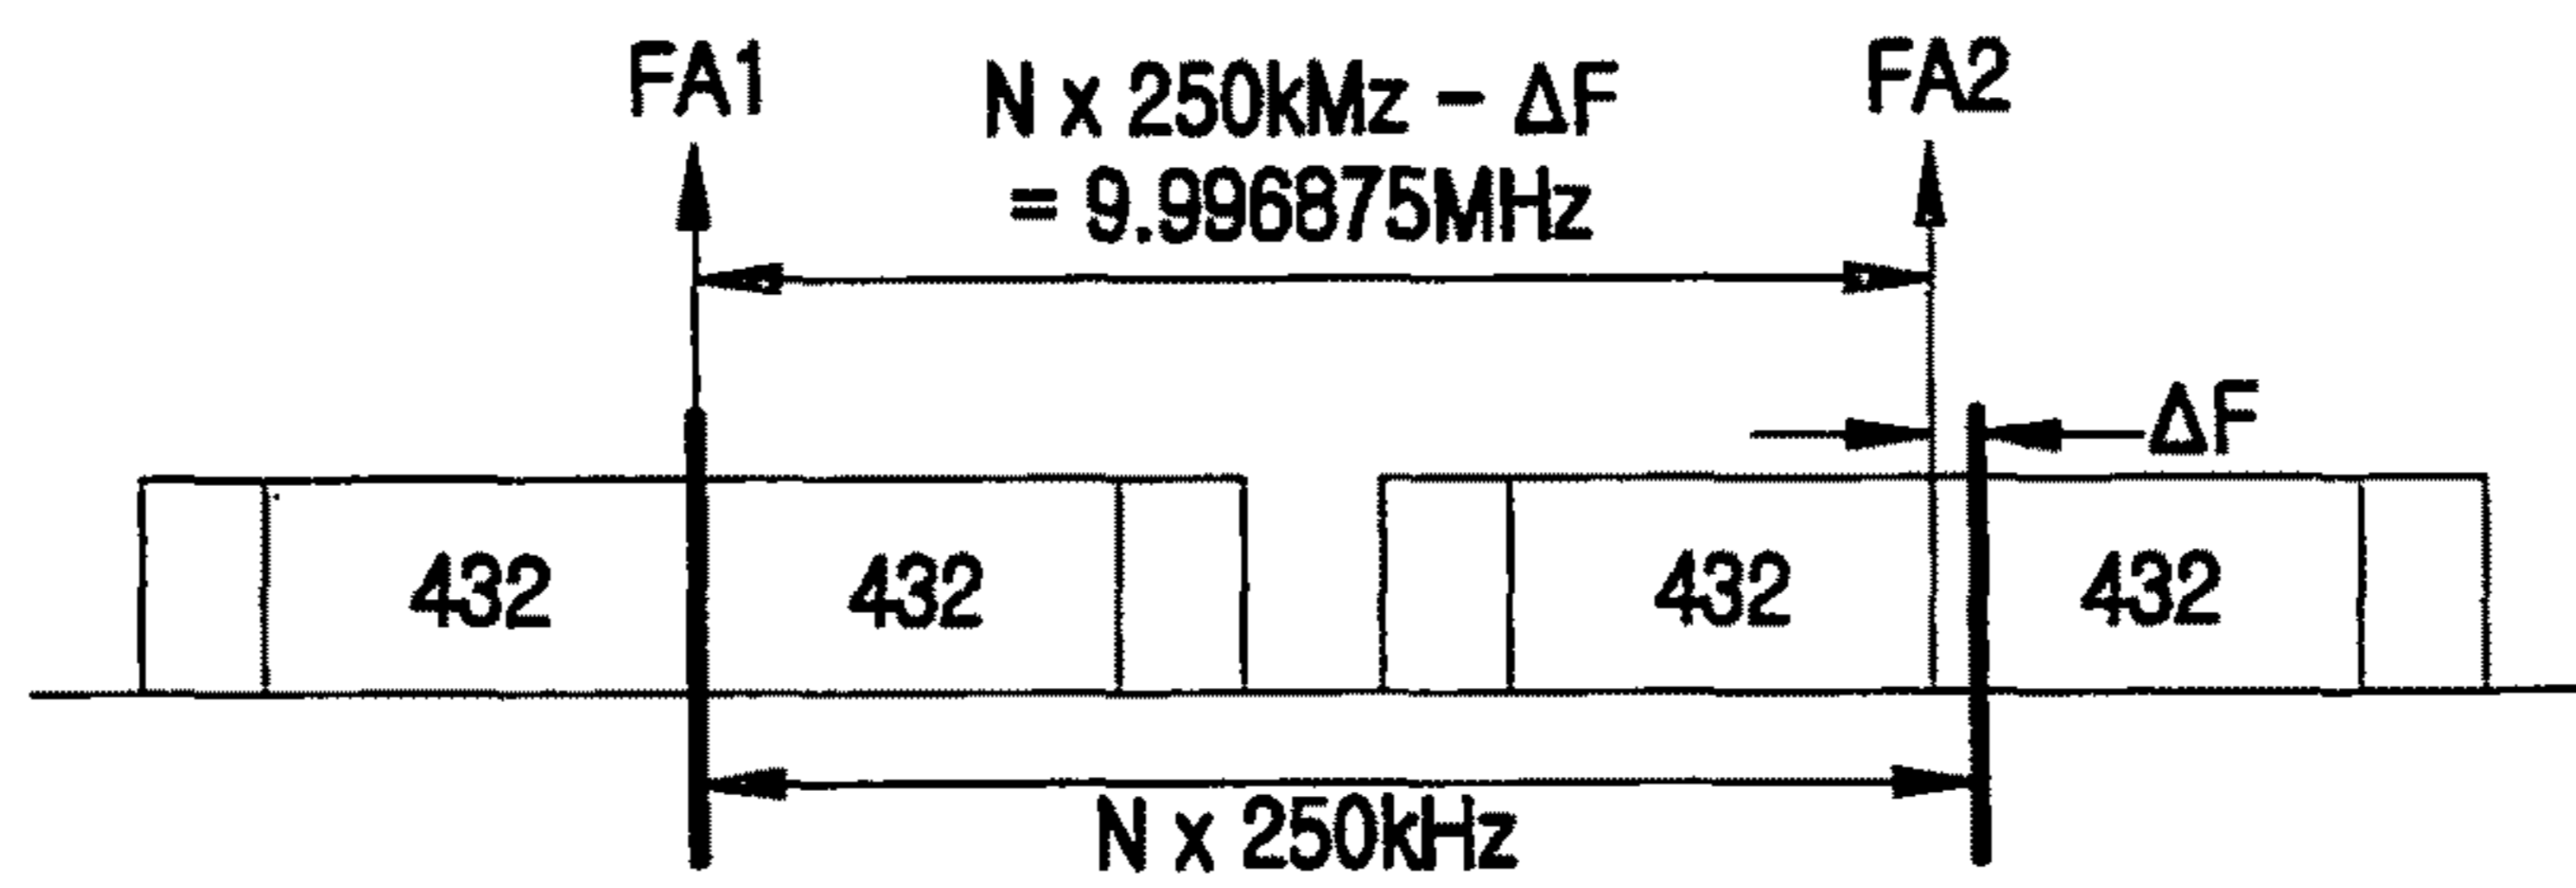 FA1
N x 250kMz - ΔF
= 9.996875MHz
FA2
ΔF
432
432
432
432
N x 250kHz